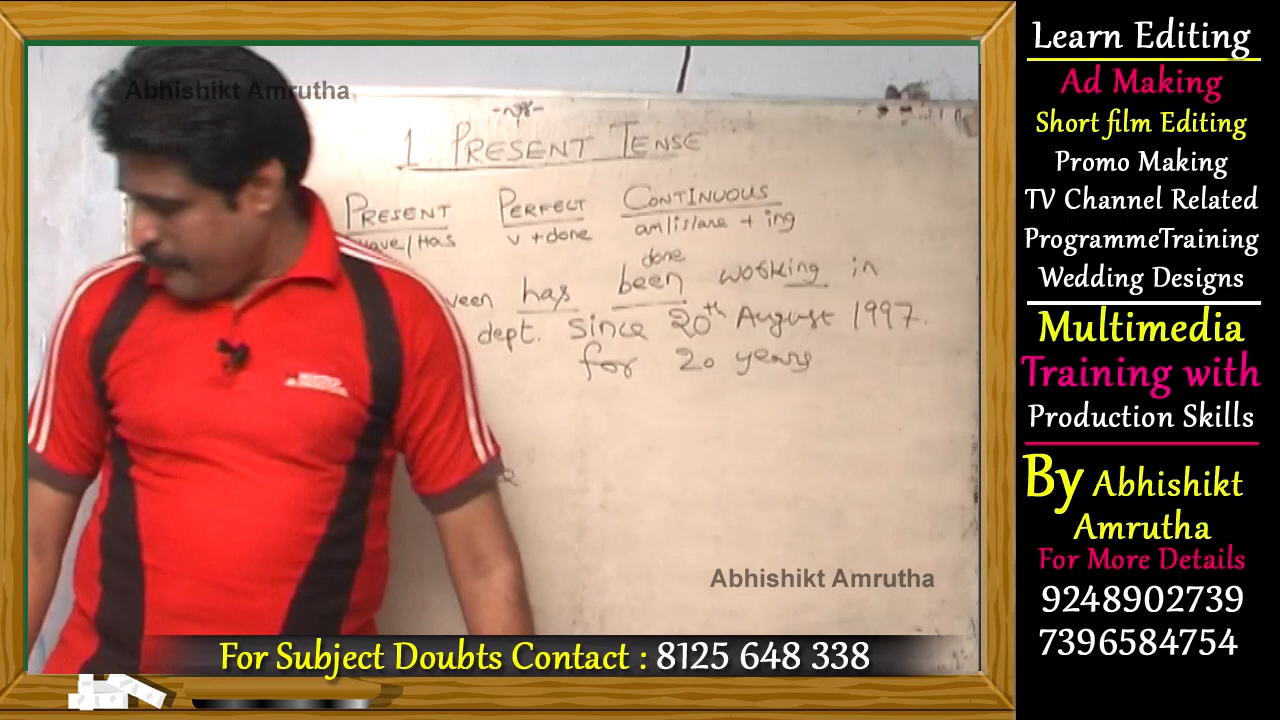 Abhishikt Amrutha
1. PRESENT TENSE
PRESENT PERFECT CONTINUOUS
have/Has v+done am/is/are + ing
done
veen has been working in
dept. since 20th August 1997.
for 20 years
Abhishikt Amrutha
For Subject Doubts Contact : 8125 648 338
Learn Editing
Ad Making
Short film Editing
Promo Making
TV Channel Related
ProgrammeTraining
Wedding Designs
Multimedia
Training with
Production Skills
By Abhishikt
Amrutha
For More Details
9248902739
7396584754